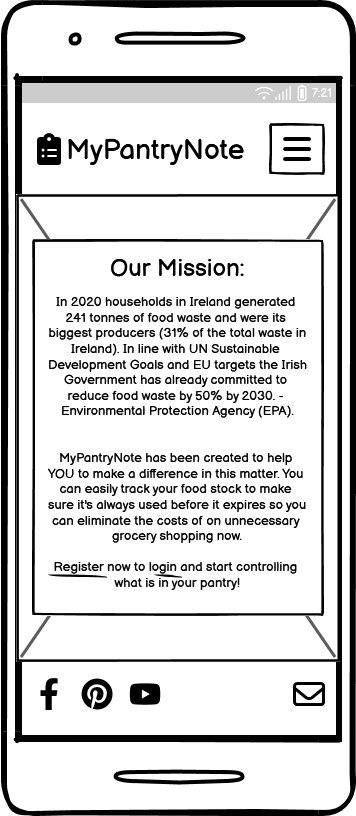 7:21
MyPantryNote
Our Mission:
In 2020 households in Ireland generated
241 tonnes of food waste and were its
biggest producers (31% of the total waste in
Ireland). In line with UN Sustainable
Development Goals and EU targets the Irish
Government has already committed to
reduce food waste by 50% by 2030. -
Environmental Protection Agency (EPA).
MyPantryNote has been created to help
YOU to make a difference in this matter. You
can easily track your food stock to make
sure it's always used before it expires so you
can eliminate the costs of on unnecessary
grocery shopping now.
Register now to login and start controlling
what is in your pantry!